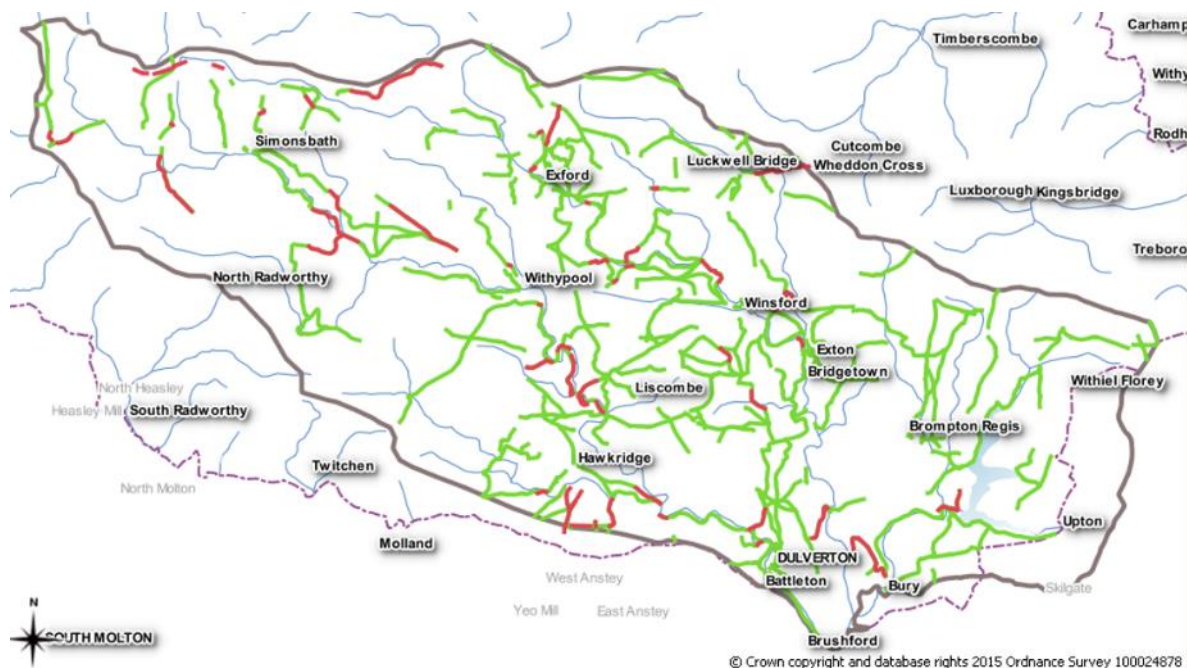 Carhamp
Timberscombe
Withy
Rodh
Simonsbath
Cutcombe
Luckwell Bridge
Wheddon Cross
Exford
Luxborough Kingsbridge
Treboro
North Radworthy
Withypool
Winsford
Exton
Bridgetown
Withiel Florey
North Heasley
Liscombe
Heasley Mill
South Radworthy
Brompton Regis
Hawkridge
Twitchen
North Molton
Upton
Molland
DULVERTON
West Anstey
Battleton
Bury
Skilgate
Yeo Mill
East Anstey
N
SOUTH MOLTON
Brushford
© Crown copyright and database rights 2015 Ordnance Survey 100024878